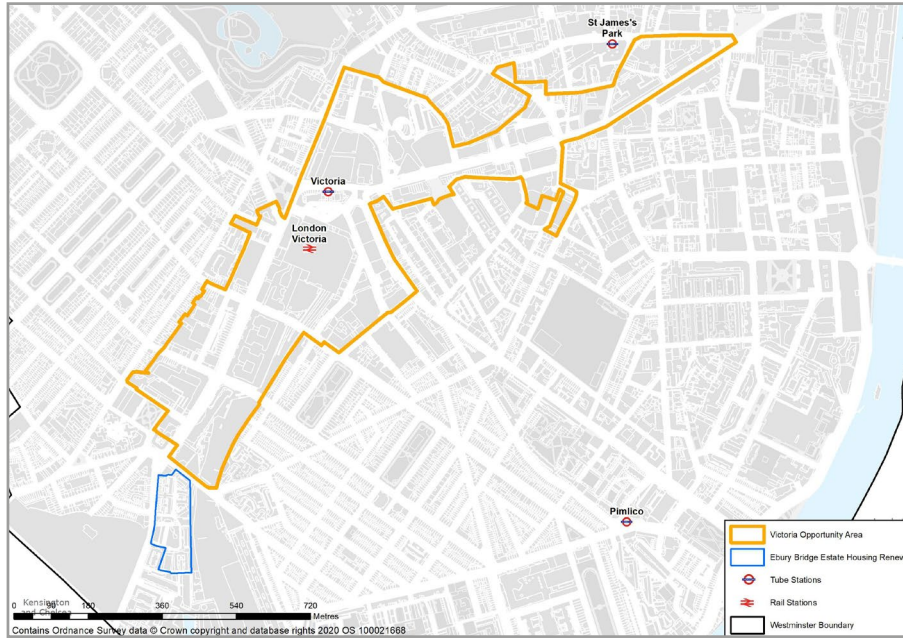 St James's
Park
Victoria
London
Victoria
Pimlico
Victoria Opportunity Area
Ebury Bridge Estate Housing Renew
Tube Stations
Rail Stations
Westminster Boundary
Kensington
and Chelsea
0 90 180 360 540 720
Metres
Contains Ordnance Survey data © Crown copyright and database rights 2020 OS 100021668